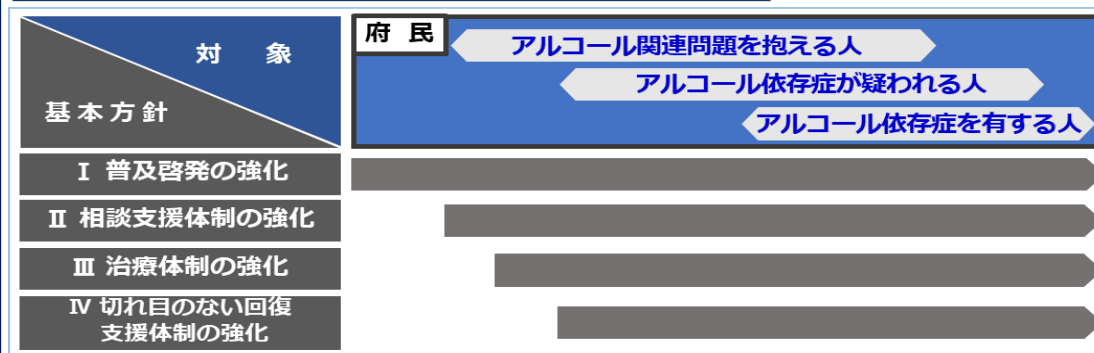 対 象
基本方針
府 民
アルコール関連問題を抱える人
アルコール依存症が疑われる人
アルコール依存症を有する人
Ⅰ 普及啓発の強化
Ⅱ 相談支援体制の強化
Ⅲ 治療体制の強化
Ⅳ 切れ目のない回復
支援体制の強化